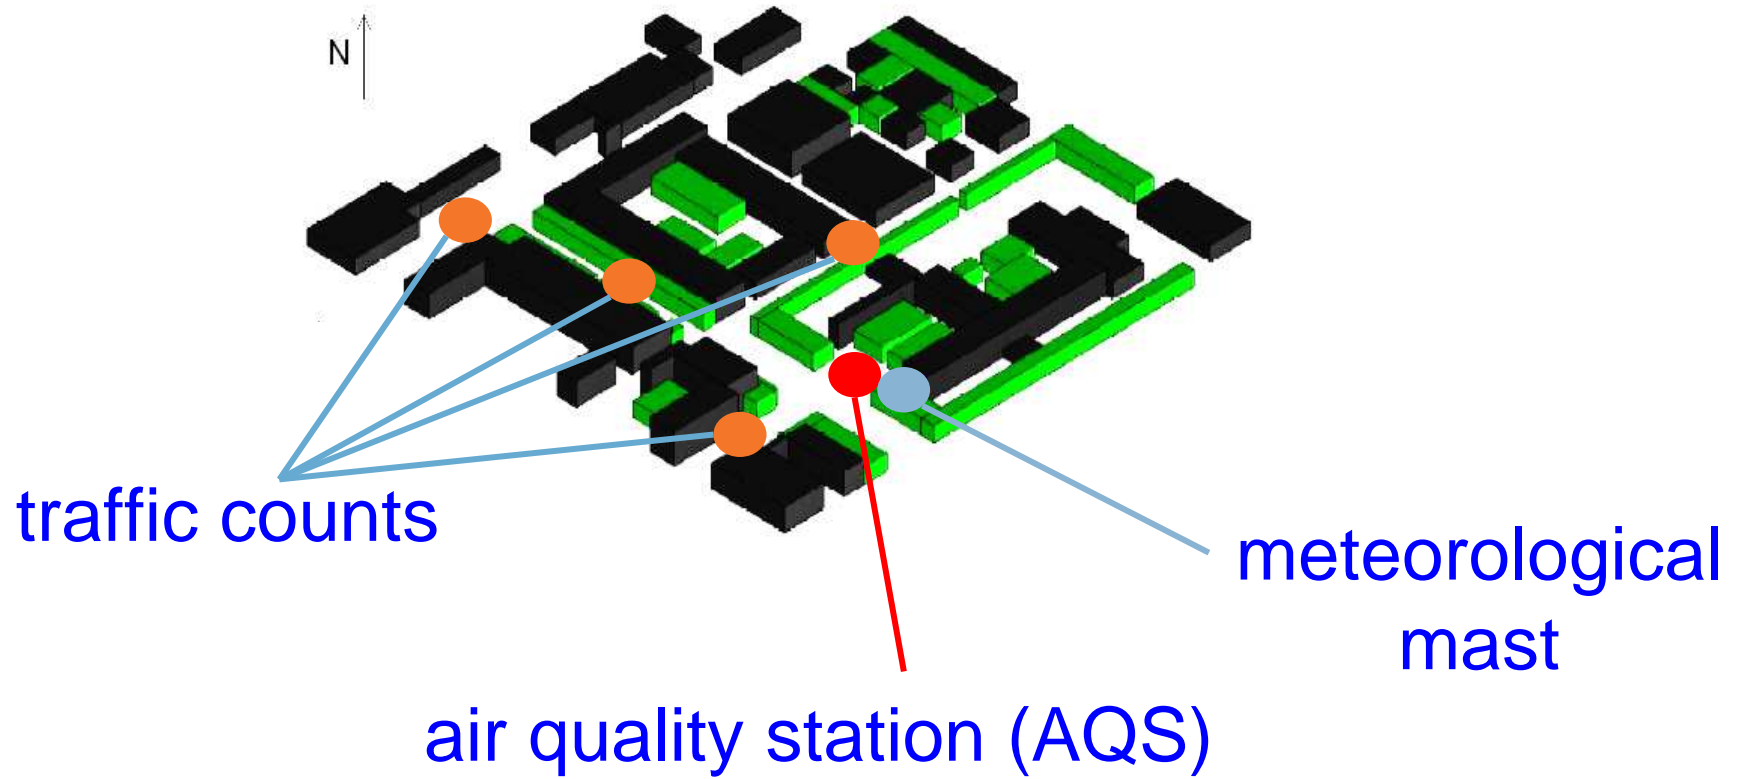 N
traffic counts
meteorological
mast
air quality station (AQS)